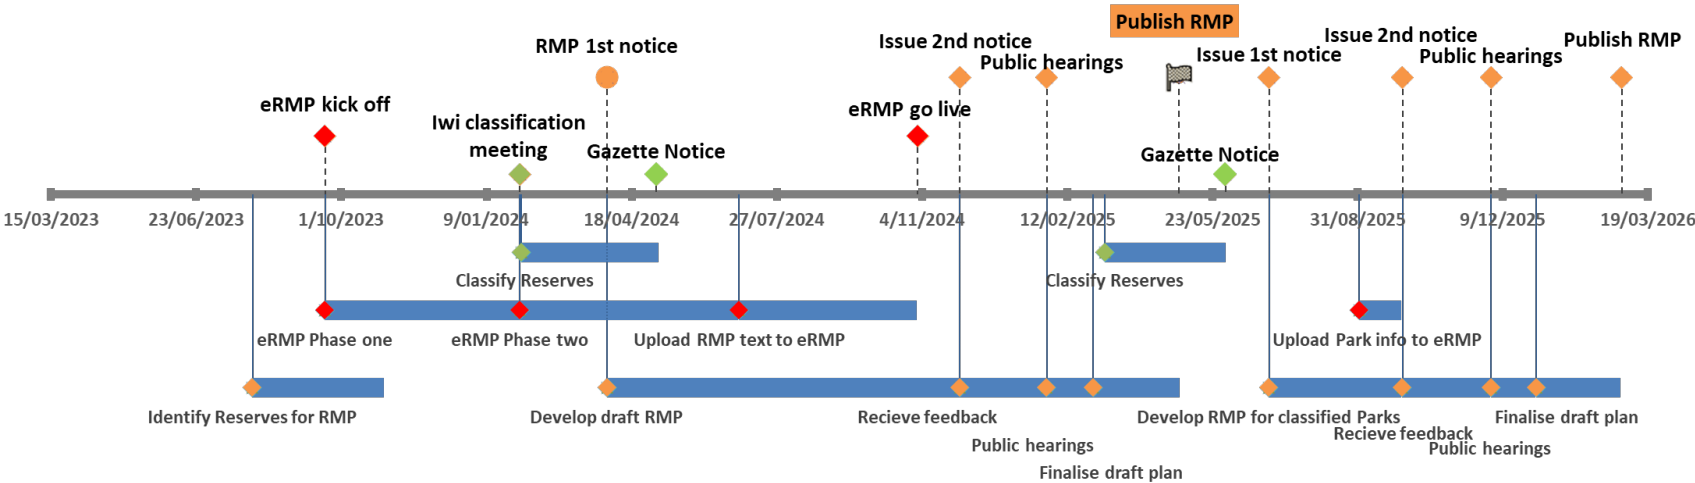 Publish RMP
RMP 1st notice
Issue 2nd notice
Public hearings
Issue 1st notice
Issue 2nd notice
Public hearings
Publish RMP
eRMP kick off
Iwi classification
meeting
Gazette Notice
eRMP go live
Gazette Notice
15/03/2023
23/06/2023
1/10/2023
9/01/2024
18/04/2024
27/07/2024
4/11/2024
12/02/2025
23/05/2025
31/08/2025
9/12/2025
19/03/2026
Classify Reserves
Classify Reserves
eRMP Phase one
eRMP Phase two
Upload RMP text to eRMP
Upload Park info to eRMP
Identify Reserves for RMP
Develop draft RMP
Recieve feedback
Public hearings
Finalise draft plan
Develop RMP for classified Parks
Recieve feedback
Public hearings
Finalise draft plan